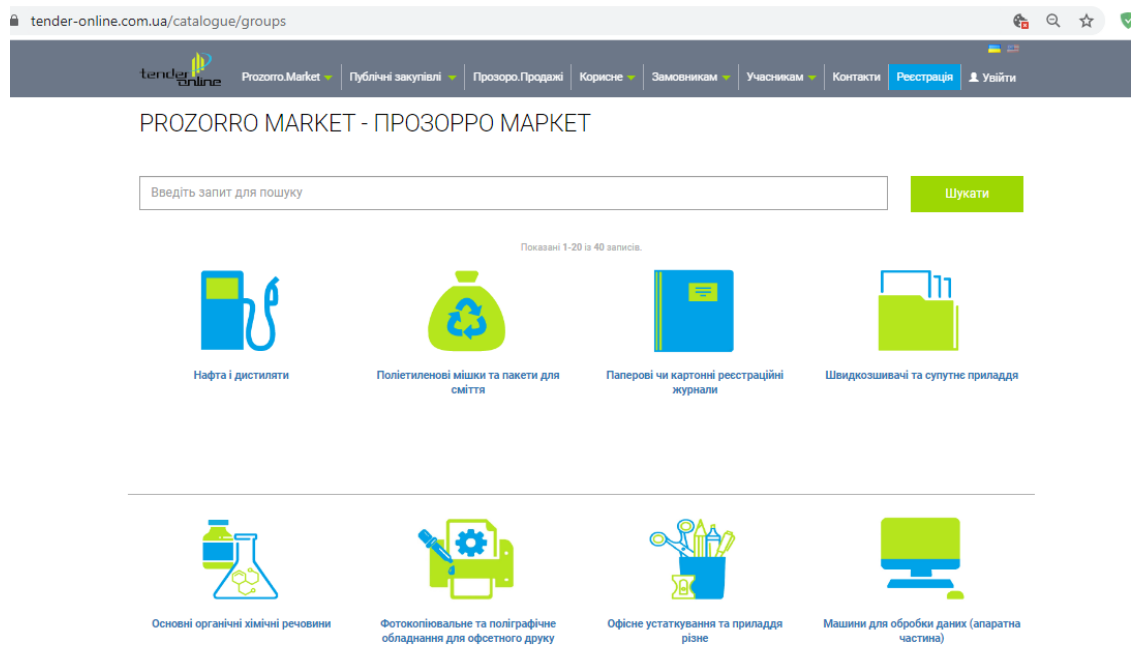 tender-online.com.ua/catalogue/groups
tender
online
Prozorro.Market
Публічні закупівлі
Прозоро.Продажі
Корисне
Замовникам
Учасникам
Контакти
Реєстрація
Увійти
PROZORRO MARKET - ПРОЗОРРО МАРКЕТ
Введіть запит для пошуку
Шукати
Показані 1-20 із 40 записів.
Нафта і дистиляти
Поліетиленові мішки та пакети для
сміття
Паперові чи картонні реєстраційні
журнали
Швидкозшивачі та супутнє приладдя
Основні органічні хімічні речовини
Фотокопіювальне та поліграфічне
обладнання для офсетного друку
Офісне устаткування та приладдя
різне
Машини для обробки даних (апаратна
частина)